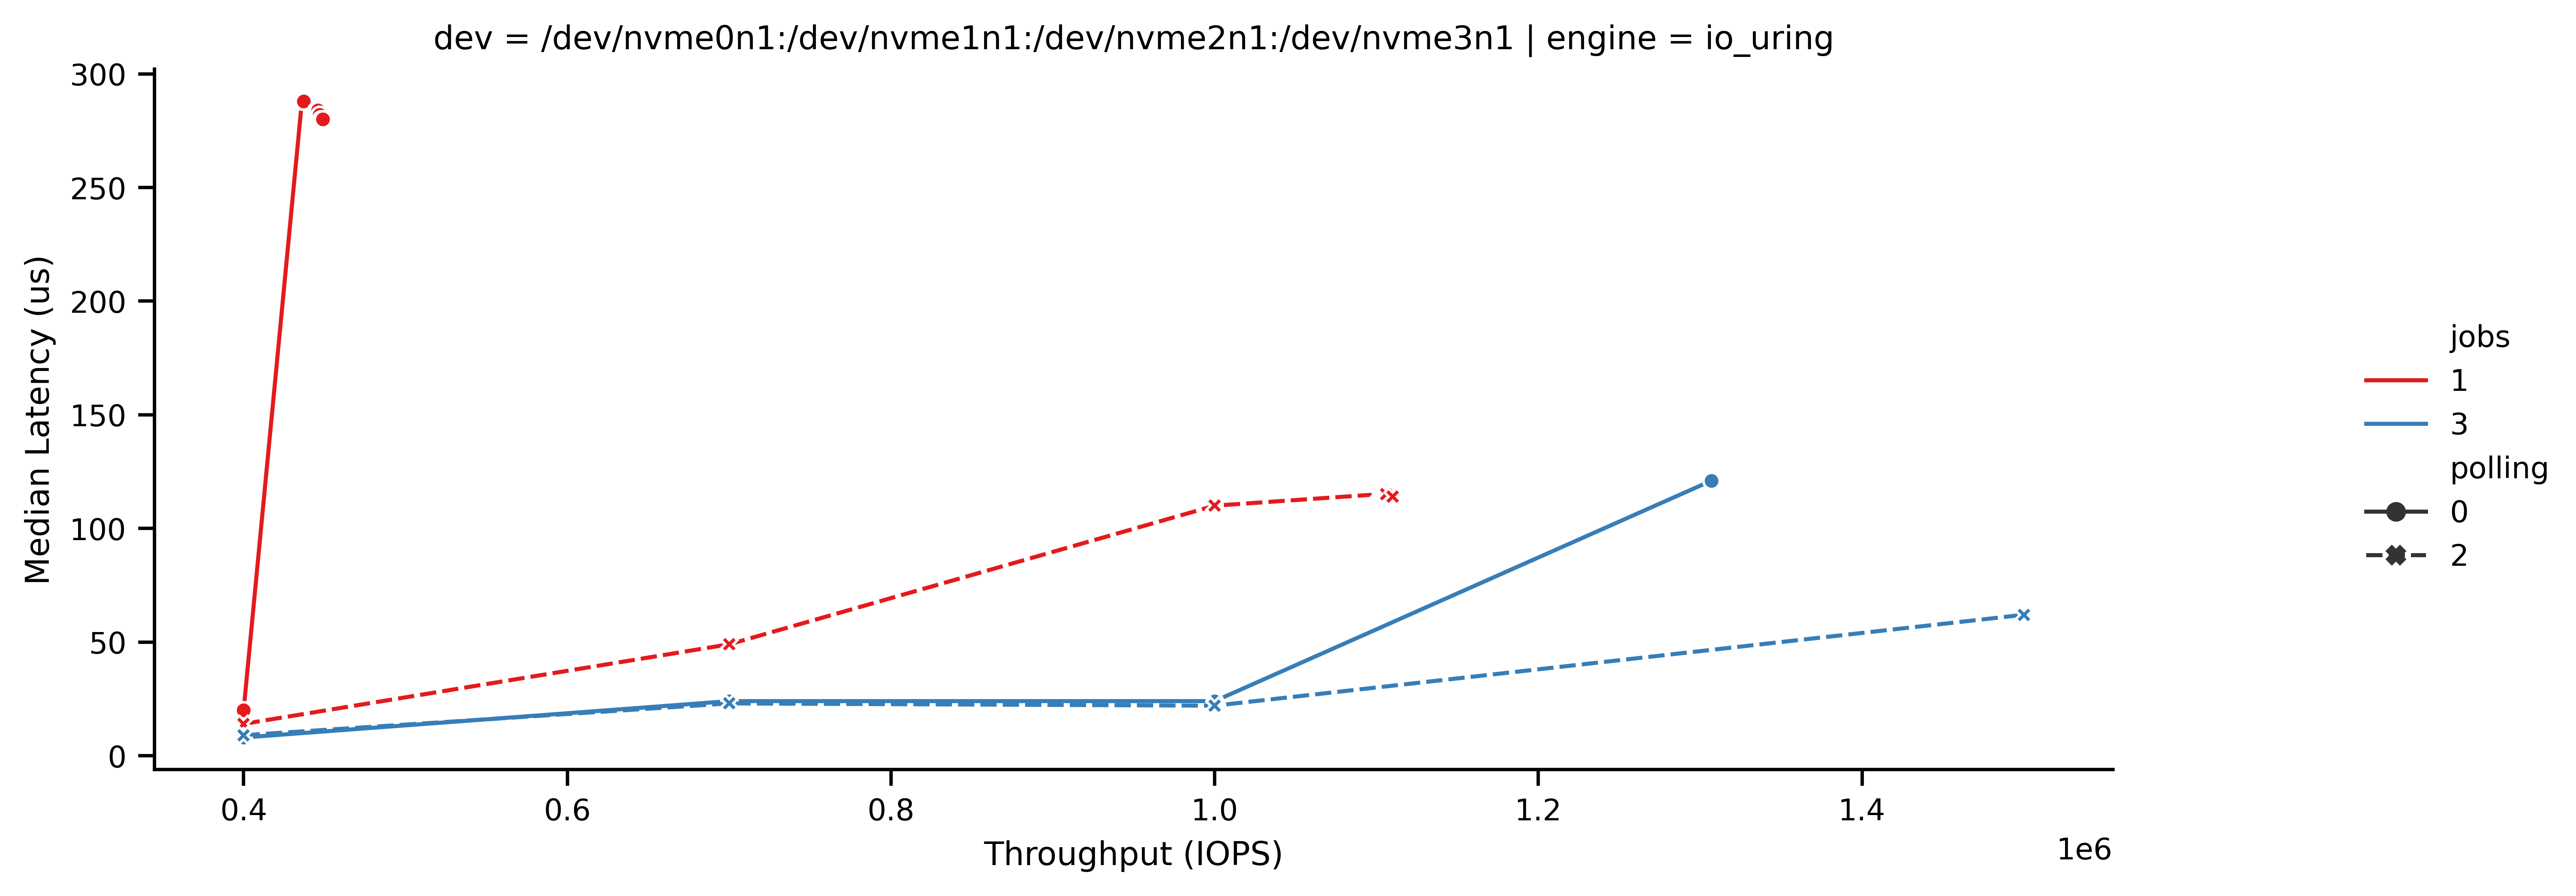 dev = /dev/nvme0n1:/dev/nvme1n1:/dev/nvme2n1:/dev/nvme3n1 | engine = io_uring
300
250
200
150
100
50
0
Median Latency (us)
0.4 0.6 0.8 1.0 1.2 1.4
1e6
Throughput (IOPS)
jobs
1
3
polling
0
2